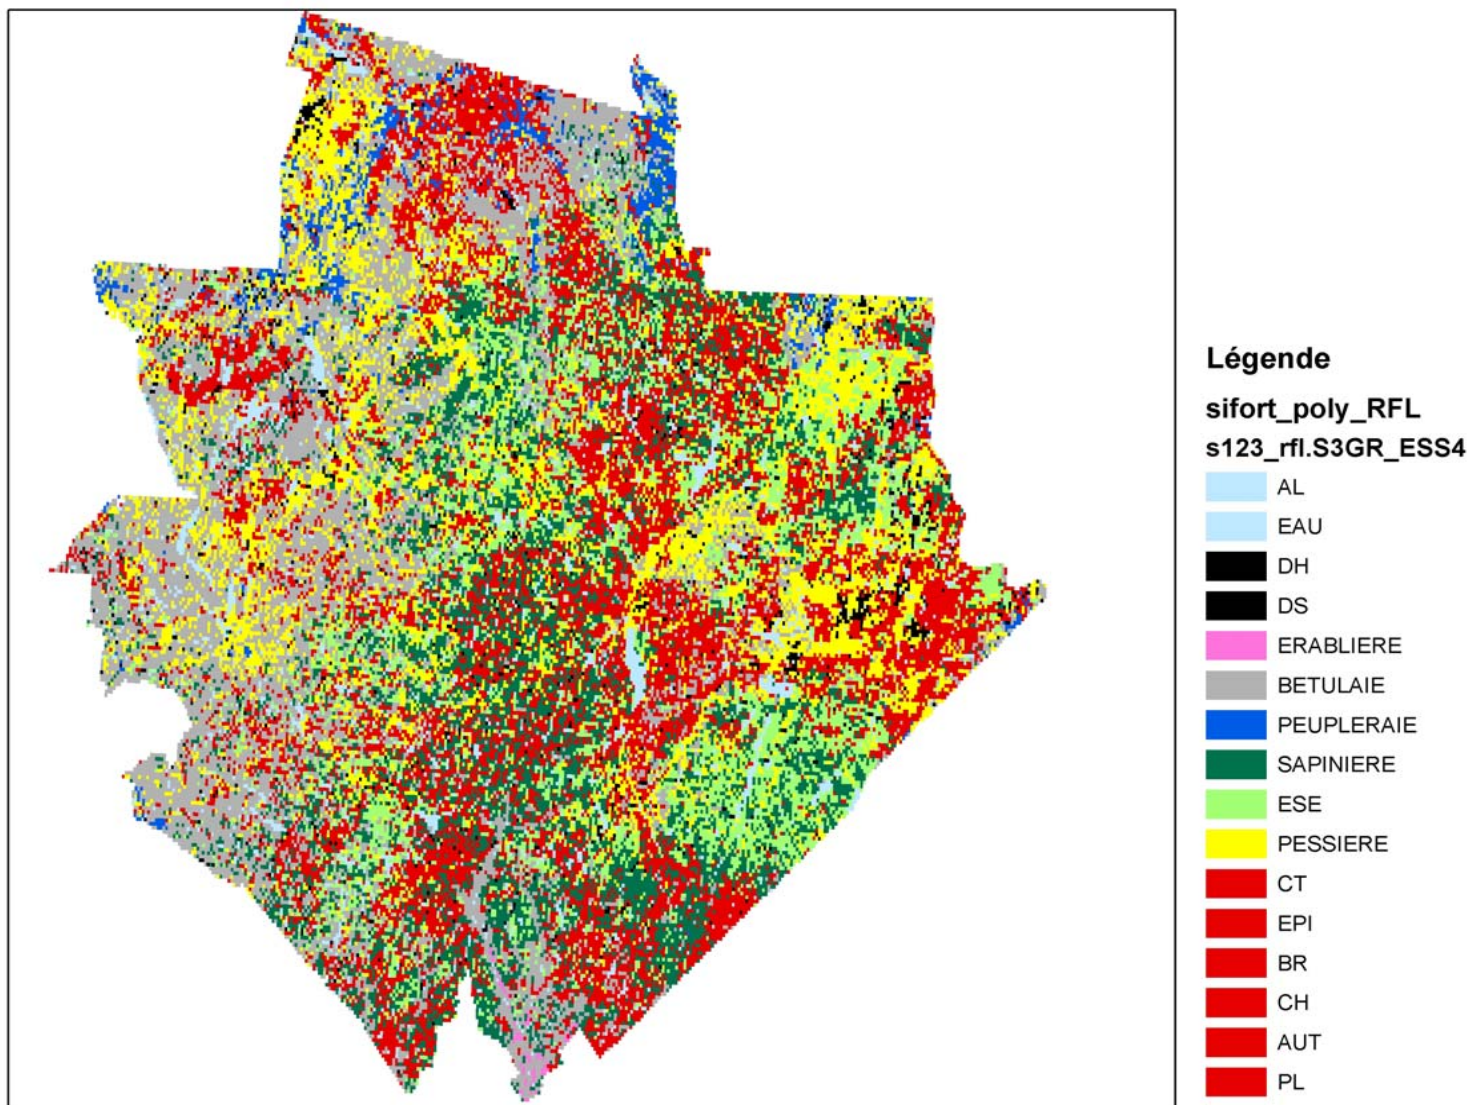 Légende
sifort_poly_RFL
s123_rfl.S3GR_ESS4
AL
EAU
DH
DS
ERABLIERE
BETULAIE
PEUPLERAIE
SAPINIERE
ESE
PESSIERE
CT
EPI
BR
CH
AUT
PL